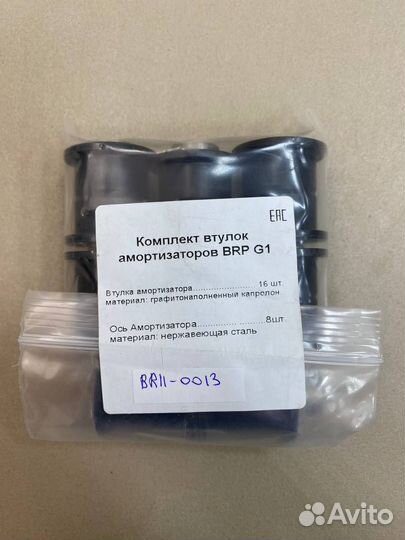 EAC
Комплект втулок
амортизаторов BRP G1
Втулка амортизатора....................16 шт.
материал: графитонаполненный капролон
Ось Амортизатора.................8шт
материал: нержавеющая сталь
BR11-0013
Avito